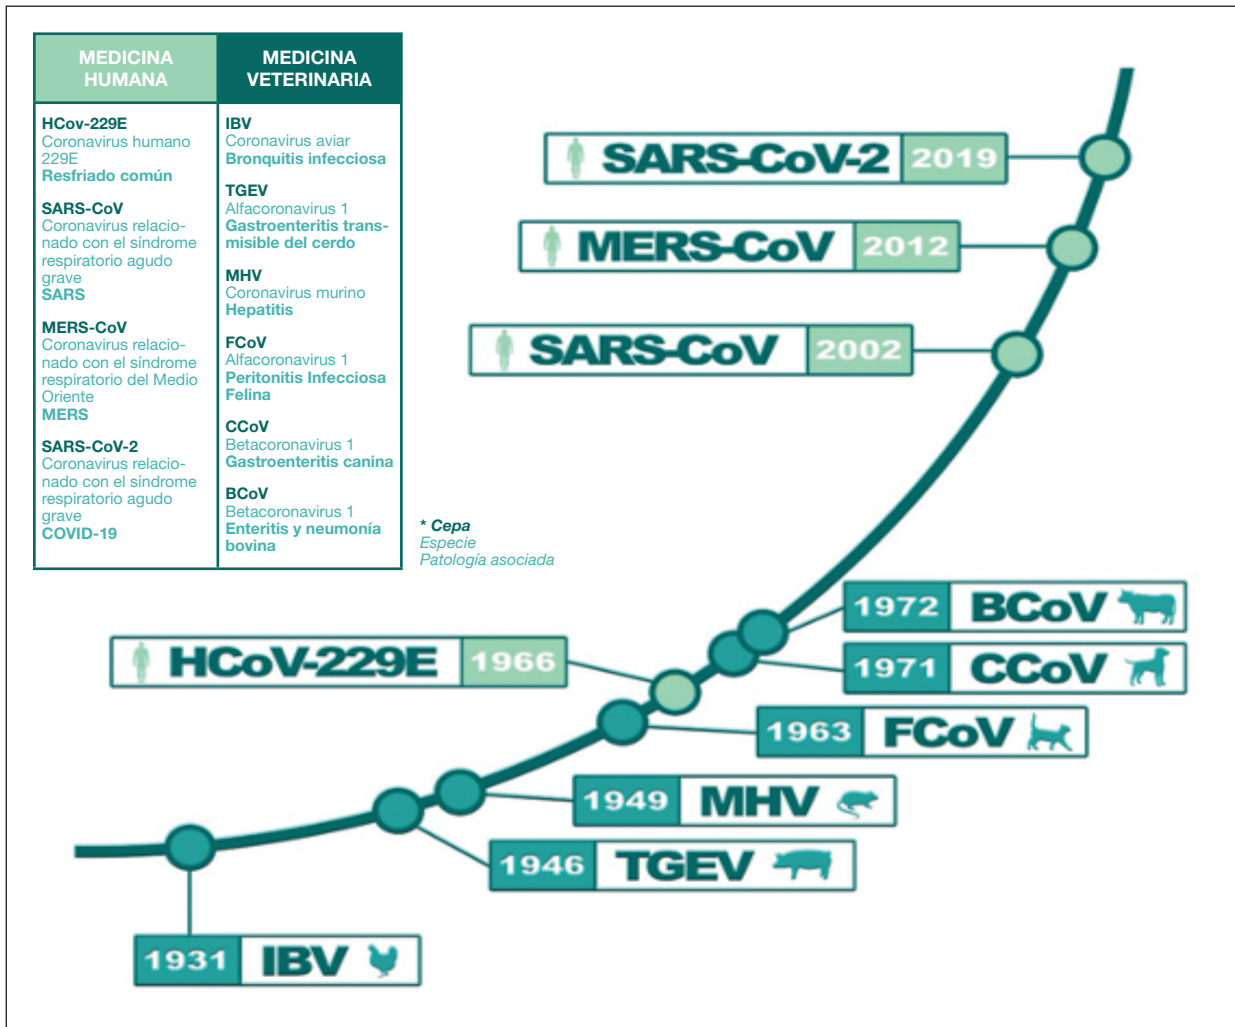 MEDICINA
HUMANA
MEDICINA
VETERINARIA
HCov-229E
Coronavirus humano
229E
Resfriado común
SARS-CoV
Coronavirus relacio-
nado con el síndrome
respiratorio agudo
grave
SARS
MERS-CoV
Coronavirus relacio-
nado con el síndrome
respiratorio del Medio
Oriente
MERS
SARS-CoV-2
Coronavirus relacio-
nado con el síndrome
respiratorio agudo
grave
COVID-19
IBV
Coronavirus aviar
Bronquitis infecciosa
TGEV
Alfacoronavirus 1
Gastroenteritis trans-
misible del cerdo
MHV
Coronavirus murino
Hepatitis
FCoV
Alfacoronavirus 1
Peritonitis Infecciosa
Felina
CCoV
Betacoronavirus 1
Gastroenteritis canina
BCoV
Betacoronavirus 1
Enteritis y neumonía
bovina
* Cepa
Especie
Patología asociada
SARS-CoV-2 2019
MERS-CoV 2012
SARS-CoV 2002
1972 BCoV
HCoV-229E 1966
1971 CCoV
1963 FCoV
1949 MHV
1946 TGEV
1931 IBV